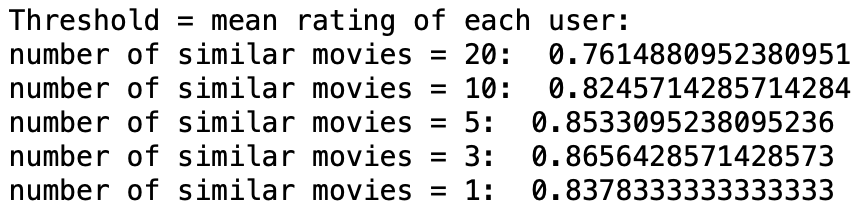 Threshold = mean rating of each user:
number of similar movies = 20:  0.7614880952380951
number of similar movies = 10:  0.8245714285714284
number of similar movies = 5:  0.8533095238095236
number of similar movies = 3:  0.8656428571428573
number of similar movies = 1:  0.8378333333333333